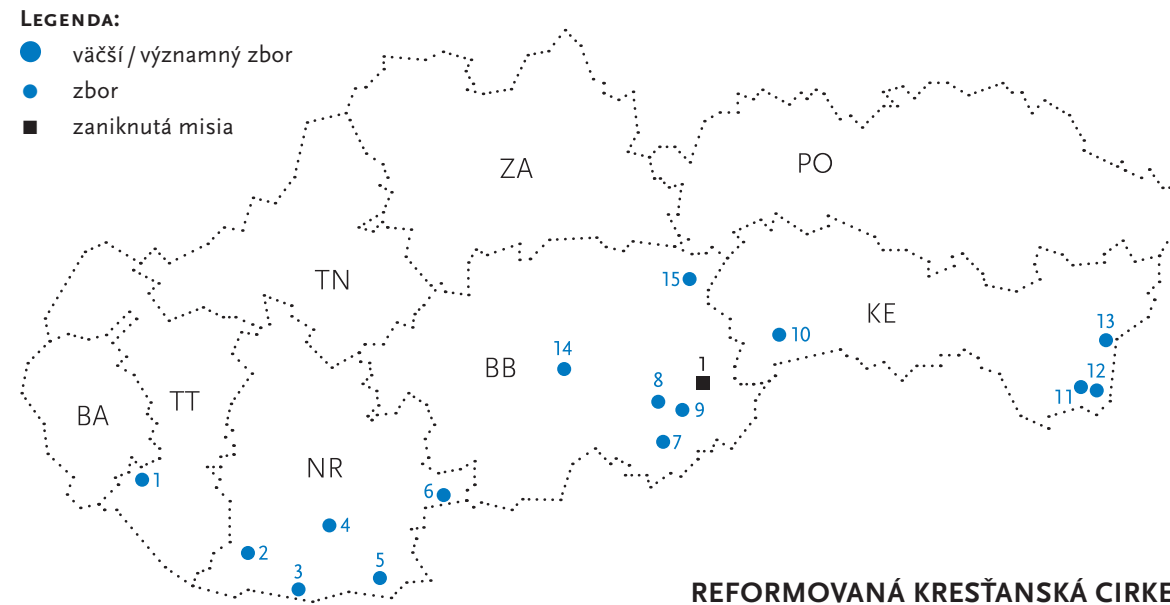 LEGENDA:
väčší / významný zbor
zbor
zaniknutá misia
ZA
PO
TN
15
KE
10
13
14
BB
1
8
9
7
11
12
TT
BA
1
NR
6
4
2
3
5
REFORMOVANÁ KRESŤANSKÁ CIRKE